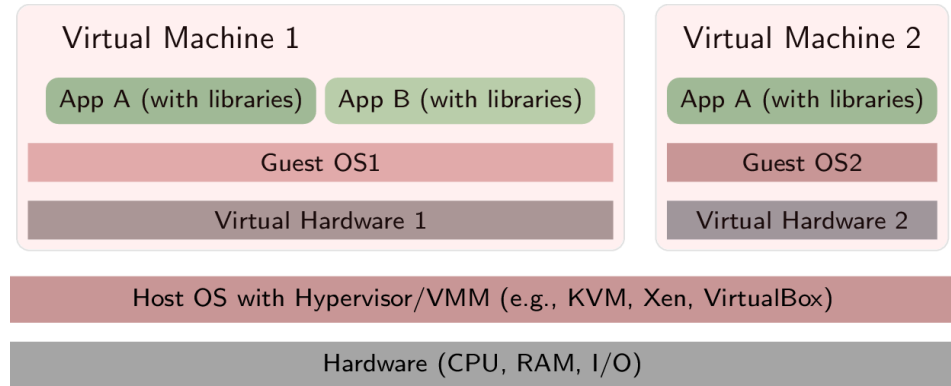 Virtual Machine 1
Virtual Machine 2
App A (with libraries)
App B (with libraries)
App A (with libraries)
Guest OS1
Guest OS2
Virtual Hardware 1
Virtual Hardware 2
Host OS with Hypervisor/VMM (e.g., KVM, Xen, VirtualBox)
Hardware (CPU, RAM, I/O)